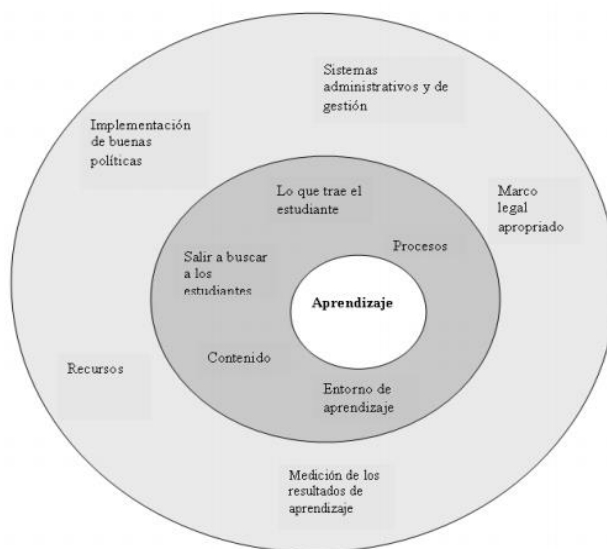 Sistemas
administrativos y de
gestión
Implementación
de buenas
políticas
Lo que trae el
estudiante
Marco
legal
apropiado
Procesos
Salir a buscar
a los
estudiantes
Aprendizaje
Contenido
Recursos
Entorno de
aprendizaje
Medición de los
resultados de
aprendizaje